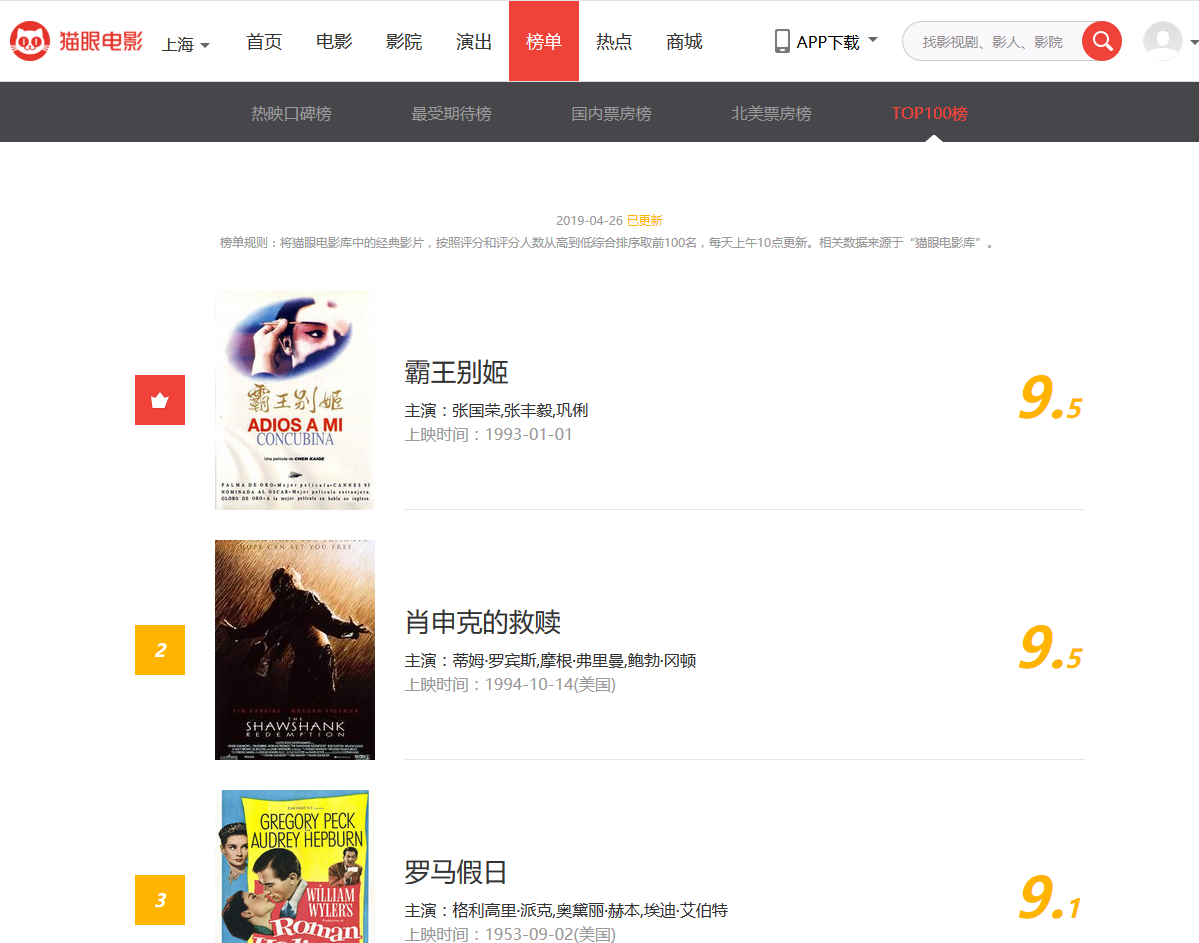 猫眼电影
上海
首页 电影 影院 演出 榜单 热点 商城
APP下载
找影视剧、影人、影院
热映口碑榜 最受期待榜 国内票房榜 北美票房榜 TOP100榜
2019-04-26 已更新
榜单规则：将猫眼电影库中的经典影片，按照评分和评分人数从高到低综合排序取前100名，每天上午10点更新。相关数据来源于“猫眼电影库”。
霸王别姬
ADIOS A MI
CONCUBINA
Una película de CHEN KAIGE
PALMA DE ORO•Mejor película•CANNES 93
NOMINADA AL OSCAR•Mejor película extranjera
GLOBO DE ORO•A la mejor película en habla no inglesa
霸王别姬
主演：张国荣,张丰毅,巩俐
上映时间：1993-01-01
9.5
2
HOPE CAN SET YOU FREE.
TIM ROBBINS MORGAN FREEMAN
THE
SHAWSHANK
REDEMPTION
肖申克的救赎
主演：蒂姆·罗宾斯,摩根·弗里曼,鲍勃·冈顿
上映时间：1994-10-14(美国)
9.5
3
PARAMOUNT
GREGORY PECK
AUDREY HEPBURN
WILLIAM
WYLER'S
Roman
Holiday
罗马假日
主演：格利高里·派克,奥黛丽·赫本,埃迪·艾伯特
上映时间：1953-09-02(美国)
9.1